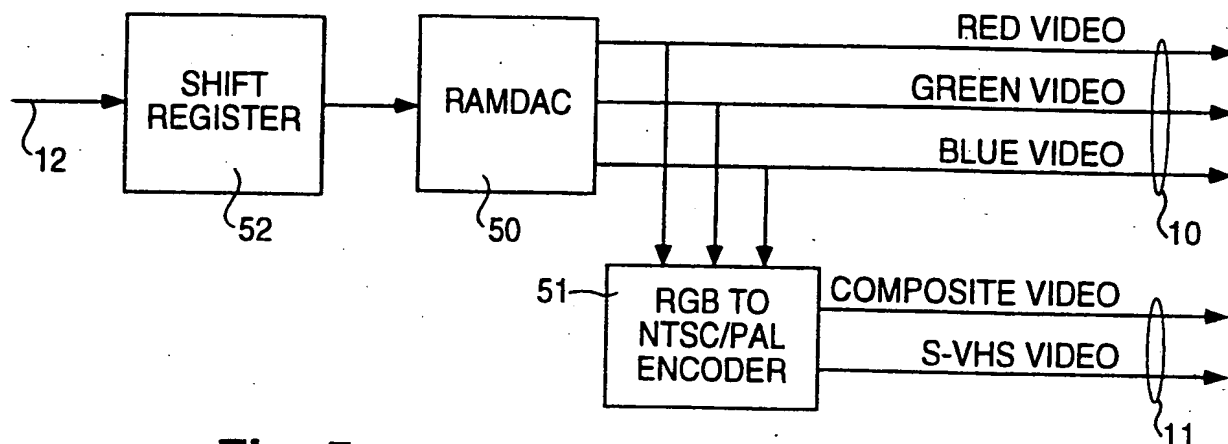 RED VIDEO
SHIFT
REGISTER
RAMDAC
GREEN VIDEO
BLUE VIDEO
12
52
50
10
51
RGB TO
NTSC/PAL
ENCODER
COMPOSITE VIDEO
S-VHS VIDEO
11